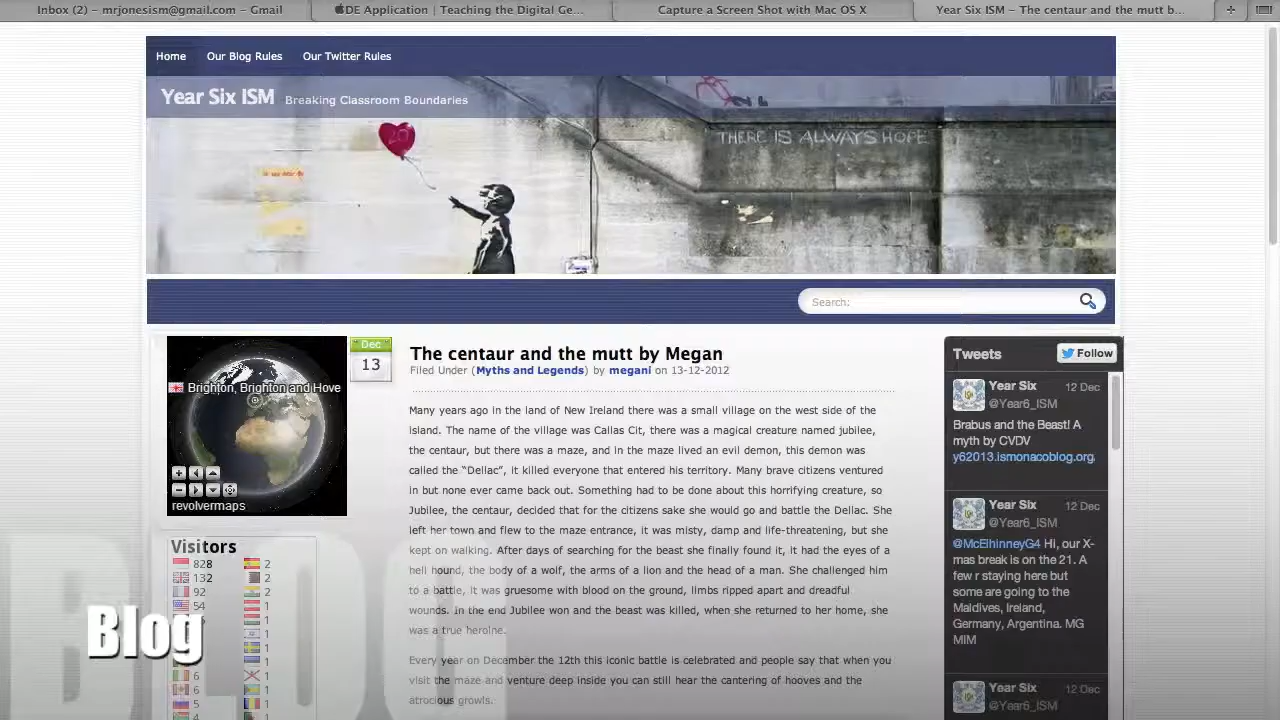 Inbox (2) – mrjonesism@gmail.com – Gmail
DE Application | Teaching the Digital Ge...
Capture a Screen Shot with Mac OS X
Year Six ISM – The centaur and the mutt b...
Home
Our Blog Rules
Our Twitter Rules
Year Six ISM
Breaking Classroom Boundaries
THERE IS ALWAYS HOPE
Search:
Brighton, Brighton and Hove
revolvermaps
Visitors
828 2
132 2
92 2
54 1
1
1
1
6 1
6 1
5 1
4
Blog
Dec
13
The centaur and the mutt by Megan
Filed Under (Myths and Legends) by megani on 13-12-2012
Many years ago in the land of New Ireland there was a small village on the west side of the
island. The name of the village was Callas Cit, there was a magical creature named jubilee,
the centaur, but there was a maze, and in the maze lived an evil demon, this demon was
called the “Dellac”, it killed everyone that entered his territory. Many brave citizens ventured
in but none ever came back out. Something had to be done about this horrifying creature, so
Jubilee, the centaur, decided that for the citizens sake she would go and battle the Dellac. She
left her town and flew to the maze entrance, it was misty, damp and life-threatening, but she
kept on walking. After days of searching for the beast she finally found it, it had the eyes of a
hell hound, the body of a wolf, the arms of a lion and the head of a man. She challenged him
to a battle, it was gruesome with blood on the ground, limbs ripped apart and dreadful
wounds. In the end Jubilee won and the beast was killed, when she returned to her home, she
was a true heroine.
Every year on December the 12th this iconic battle is celebrated and people say that when you
visit the maze and venture deep inside you can still hear the cantering of hooves and the
atrocious growls.
Tweets
Follow
Year Six 12 Dec
@Year6_ISM
Brabus and the Beast! A
myth by CVDV
y62013.ismonacoblog.org
Year Six 12 Dec
@Year6_ISM
@McElhinneyG4 Hi, our X-
mas break is on the 21. A
few r staying here but
some are going to the
Maldives, Ireland,
Germany, Argentina. MG
MIM
Year Six 12 Dec
@Year6_ISM